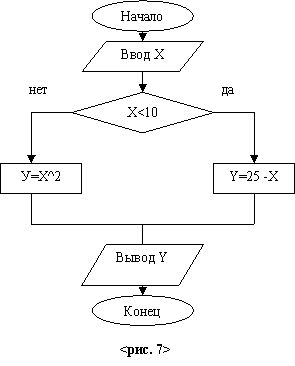 Начало
Ввод X
нет
да
X<10
У=X^2
Y=25 -X
Вывод Y
Конец
<рис. 7>